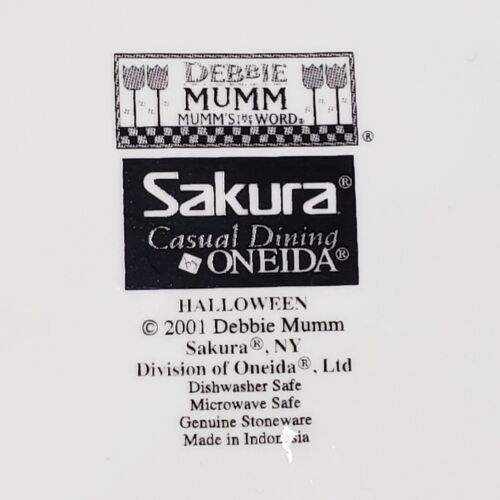 DEBBIE
MUMM
MUMM'S THE WORD®
®
Sakura®
Casual Dining
by ONEIDA®
HALLOWEEN
© 2001 Debbie Mumm
Sakura®, NY
Division of Oneida®, Ltd
Dishwasher Safe
Microwave Safe
Genuine Stoneware
Made in Indonesia